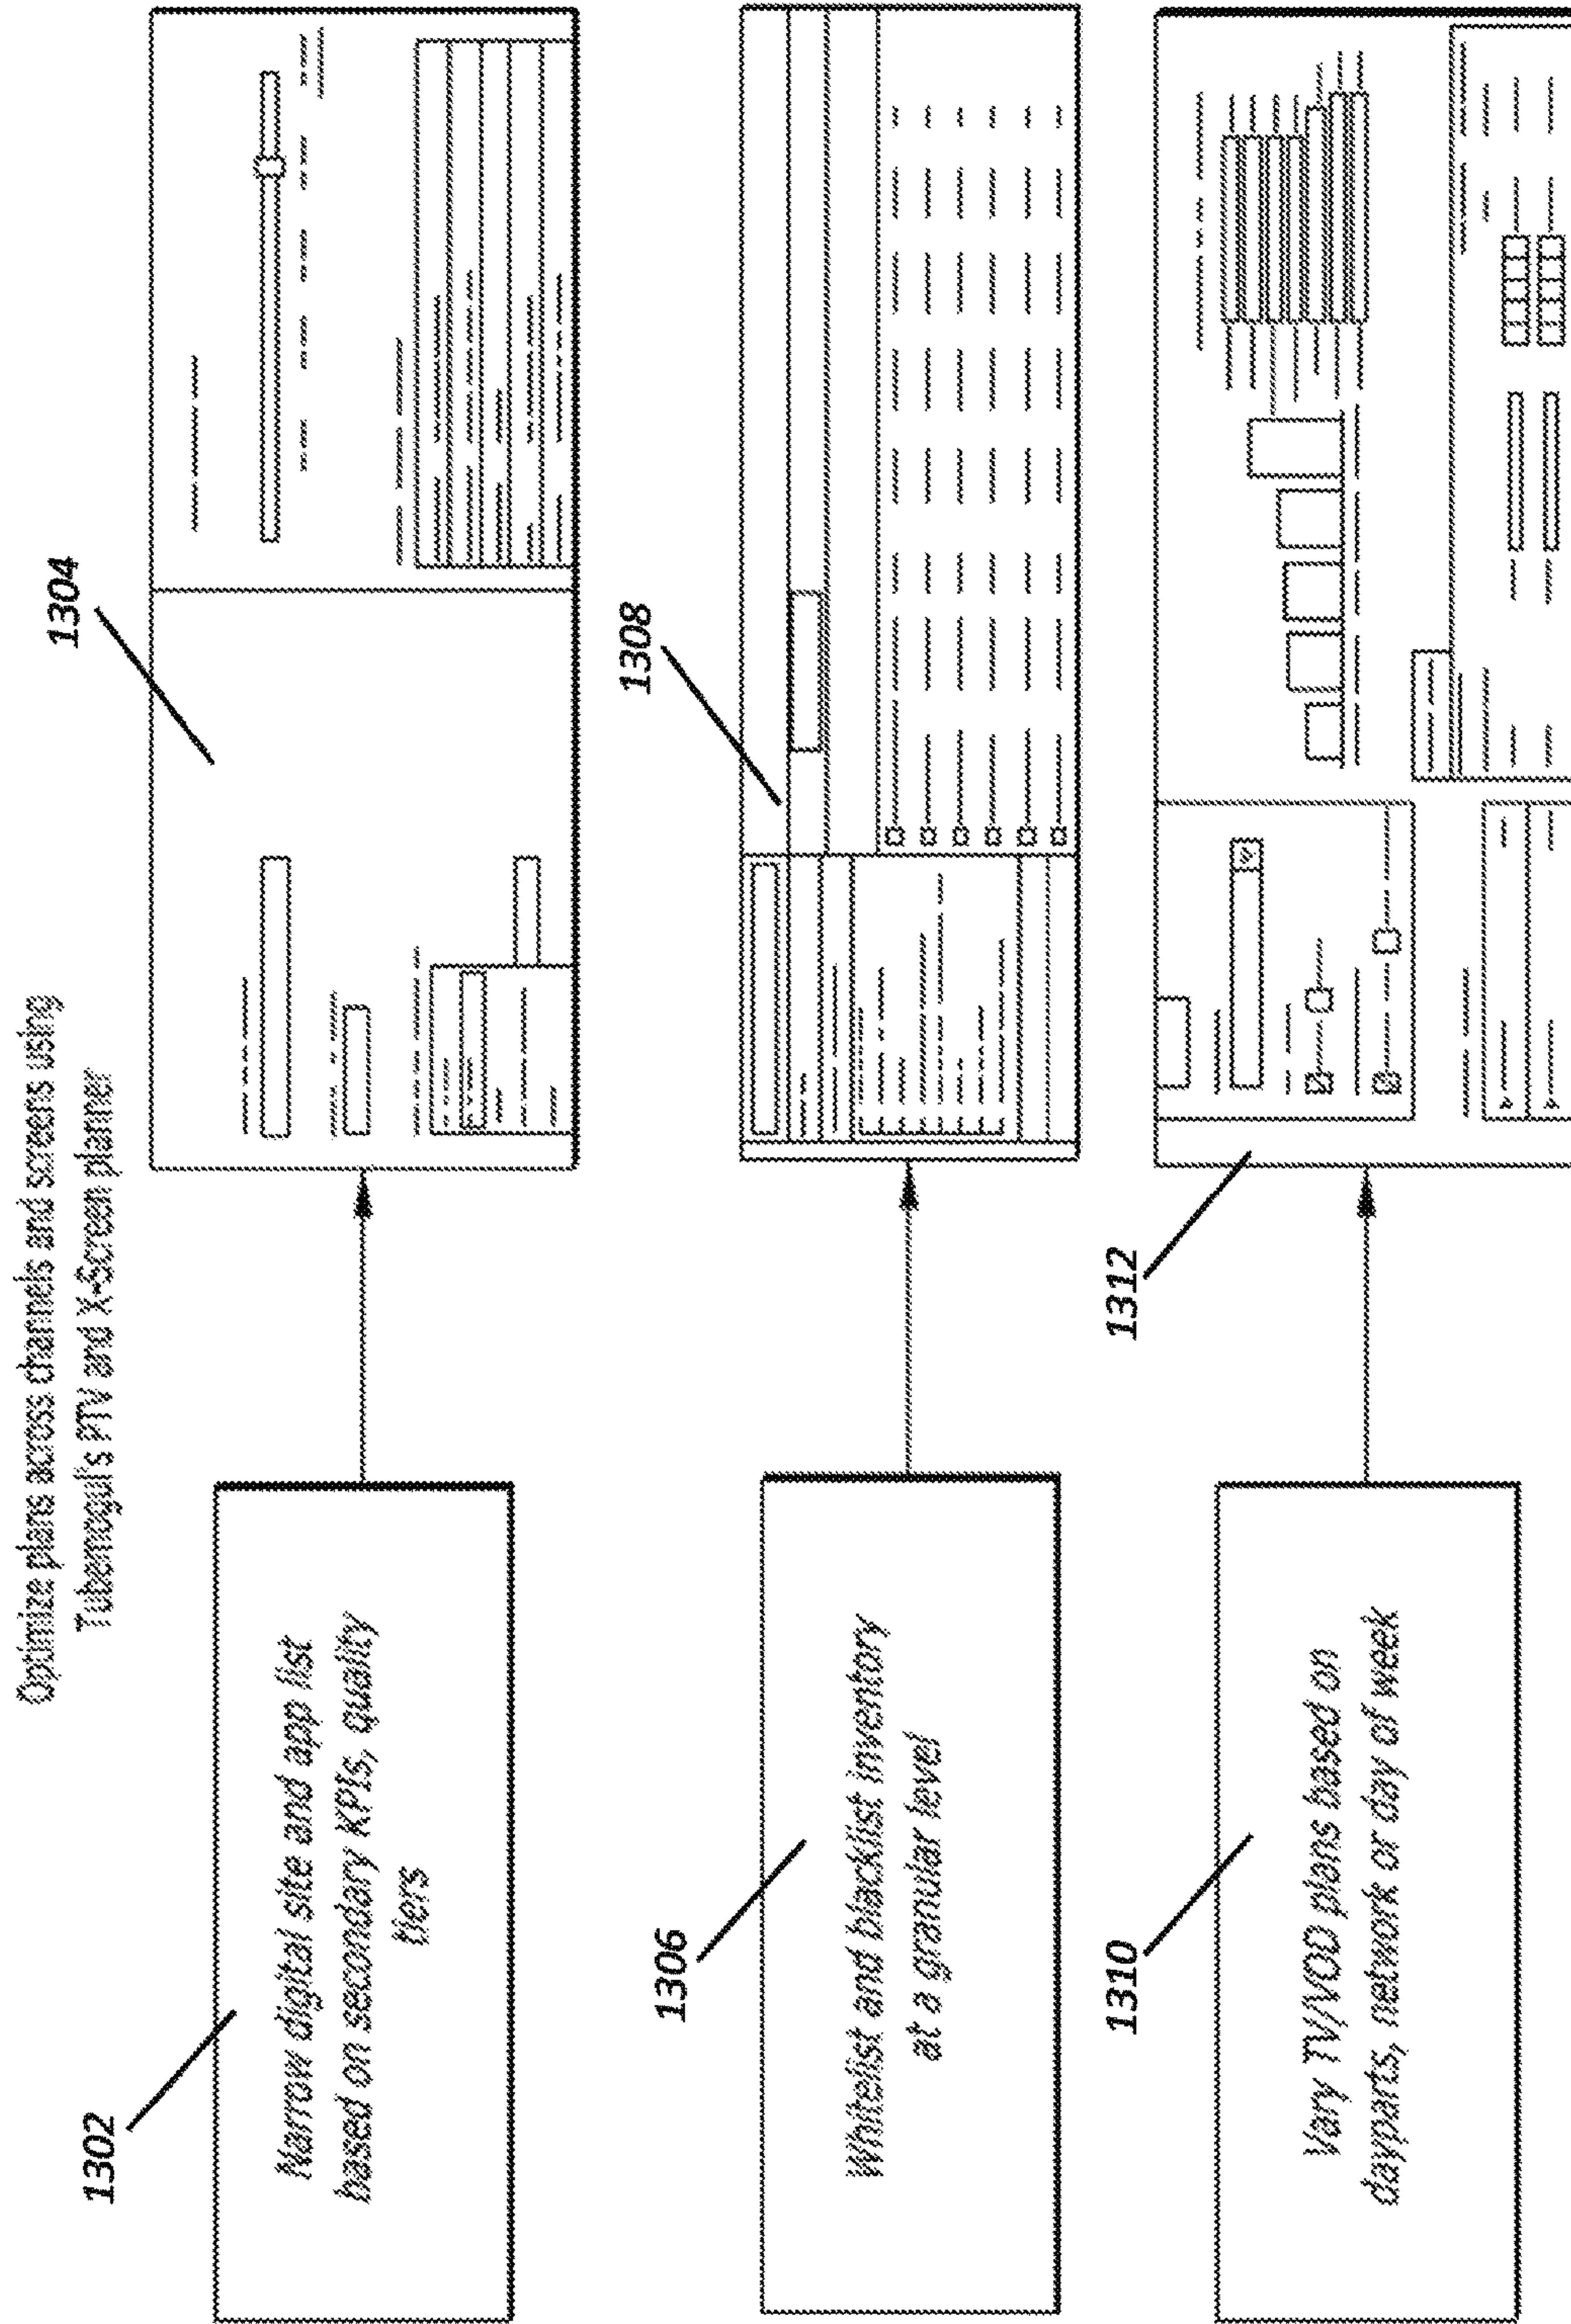 Optimize plans across channels and screens using
Tubemogul's PTV and X-Screen planner
1302
Narrow digital site and app list
based on secondary KPIs, quality
tiers
1304
1306
Whitelist and blacklist inventory
at a granular level
1308
1310
Vary TV/VOD plans based on
dayparts, network or day of week
1312